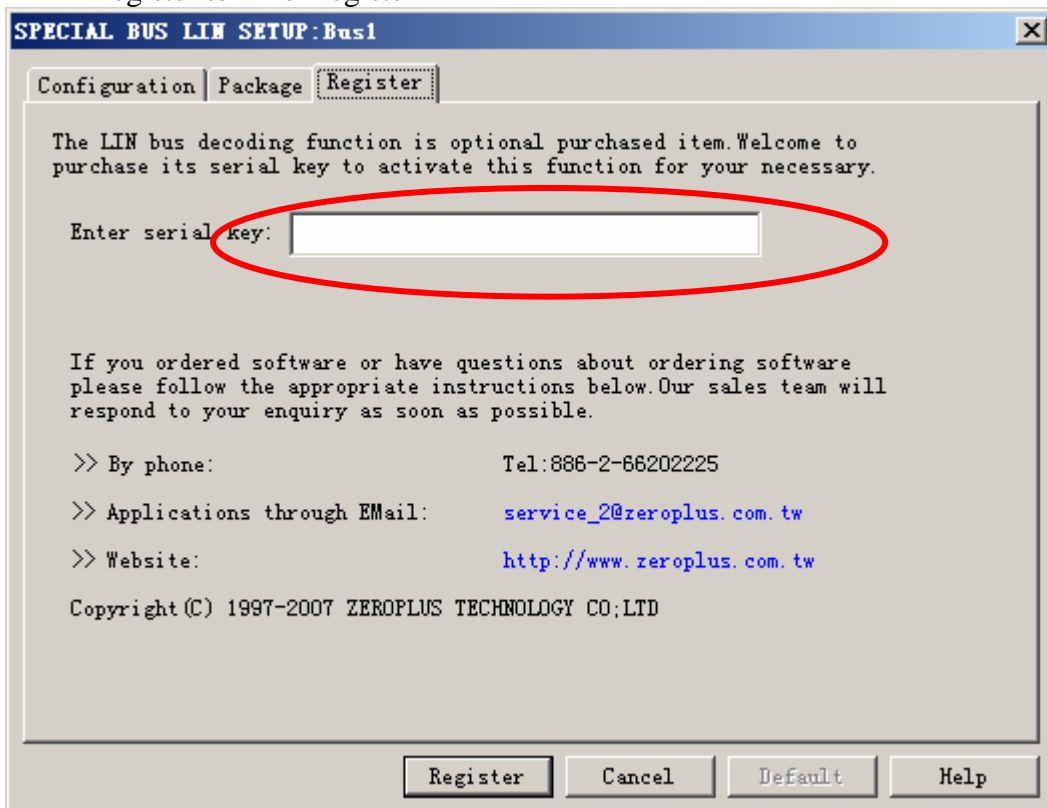 SPECIAL BUS LIN SETUP:Bus1
Configuration Package Register
The LIN bus decoding function is optional purchased item.Welcome to
purchase its serial key to activate this function for your necessary.
Enter serial key:
If you ordered software or have questions about ordering software
please follow the appropriate instructions below.Our sales team will
respond to your enquiry as soon as possible.
>> By phone: Tel:886-2-66202225
>> Applications through EMail: service_2@zeroplus.com.tw
>> Website: http://www.zeroplus.com.tw
Copyright(C) 1997-2007 ZEROPLUS TECHNOLOGY CO;LTD
Register Cancel Default Help